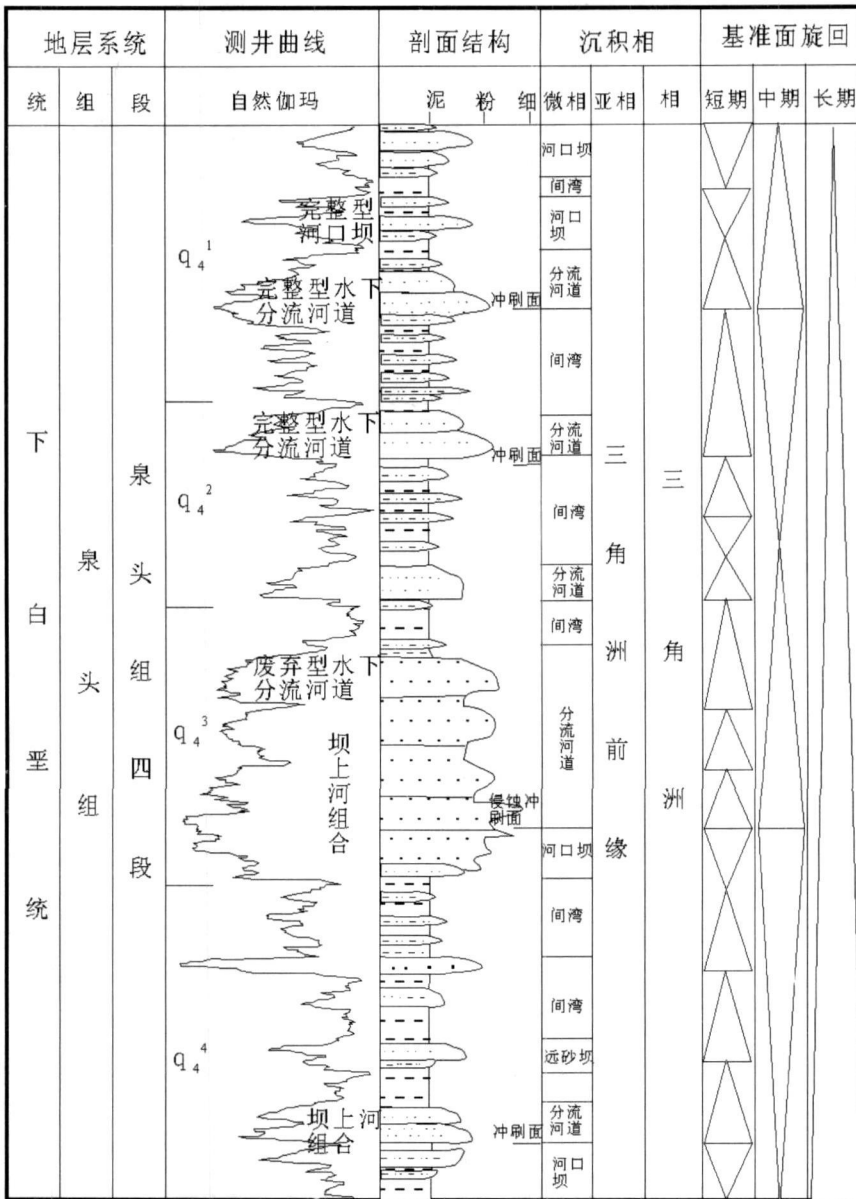 地层系统 测井曲线 剖面结构 沉积相 基准面旋回
统 组 段 自然伽玛 泥 粉 细 微相 亚相 相 短期 中期 长期
下白垩统
泉头组
泉头组四段
q₄¹
q₄²
q₄³
q₄⁴
完整型
河口坝
完整型水下
分流河道
完整型水下
分流河道
废弃型水下
分流河道
坝上河组合
坝上河
组合
冲刷面
冲刷面
侵蚀冲
刷面
冲刷面
河口坝
间湾
河口
坝
分流
河道
间湾
分流
河道
间湾
分流
河道
间湾
分流河道
河口坝
间湾
间湾
远砂坝
分流
河道
河口
坝
三角洲前缘
三角洲